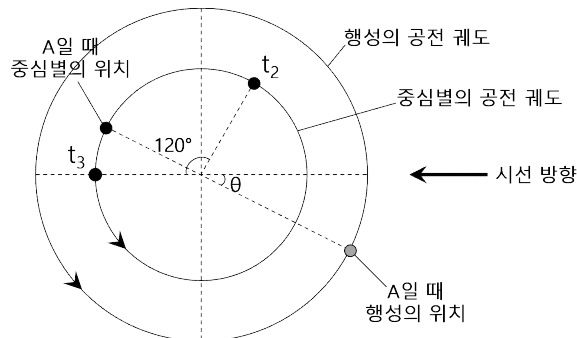 A일 때
중심별의 위치
t₂
행성의 공전 궤도
중심별의 공전 궤도
120°
t₃
θ
시선 방향
A일 때
행성의 위치